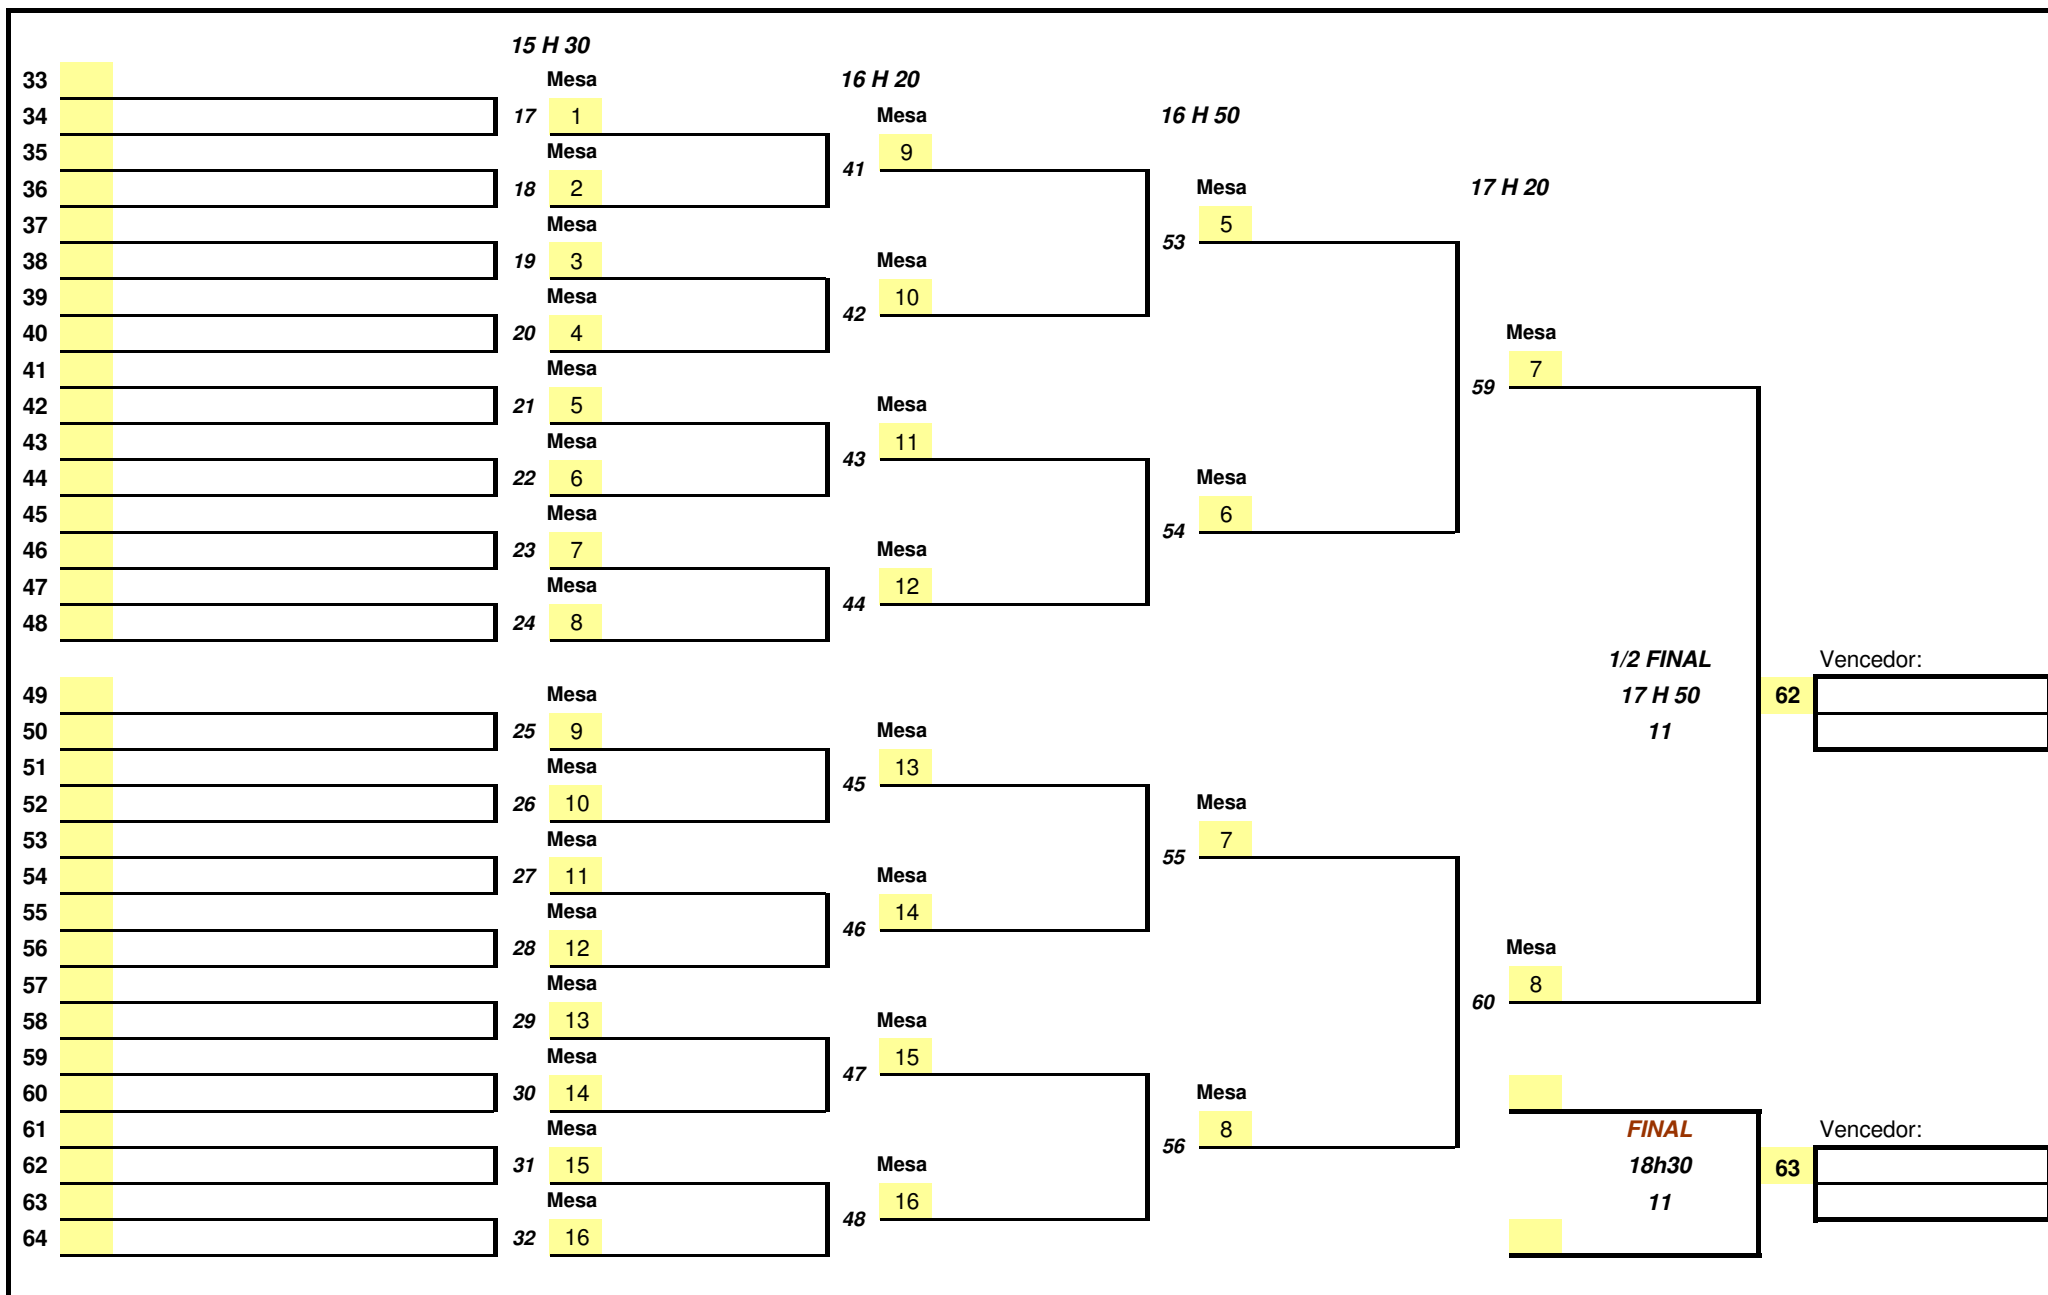 15 H 30
33 Mesa 16 H 20
34 17 1 Mesa 16 H 50
35 Mesa 9
41
36 18 2 Mesa 17 H 20
37 Mesa 5
53
38 19 3 Mesa
39 Mesa 10
42
40 20 4 Mesa
41 Mesa 7
59
42 21 5 Mesa
43 Mesa 11
43
44 22 6 Mesa
45 Mesa 6
54
46 23 7 Mesa
47 Mesa 12
44
48 24 8
1/2 FINAL Vencedor:
49 Mesa 17 H 50 62
50 25 9 Mesa 11
51 Mesa 13
45
52 26 10 Mesa
53 Mesa 7
55
54 27 11 Mesa
55 Mesa 14
46
56 28 12 Mesa
57 Mesa 8
60
58 29 13 Mesa
59 Mesa 15
47
60 30 14 Mesa
61 Mesa 8 FINAL Vencedor:
56
62 31 15 Mesa 18h30 63
63 Mesa 16 11
48
64 32 16